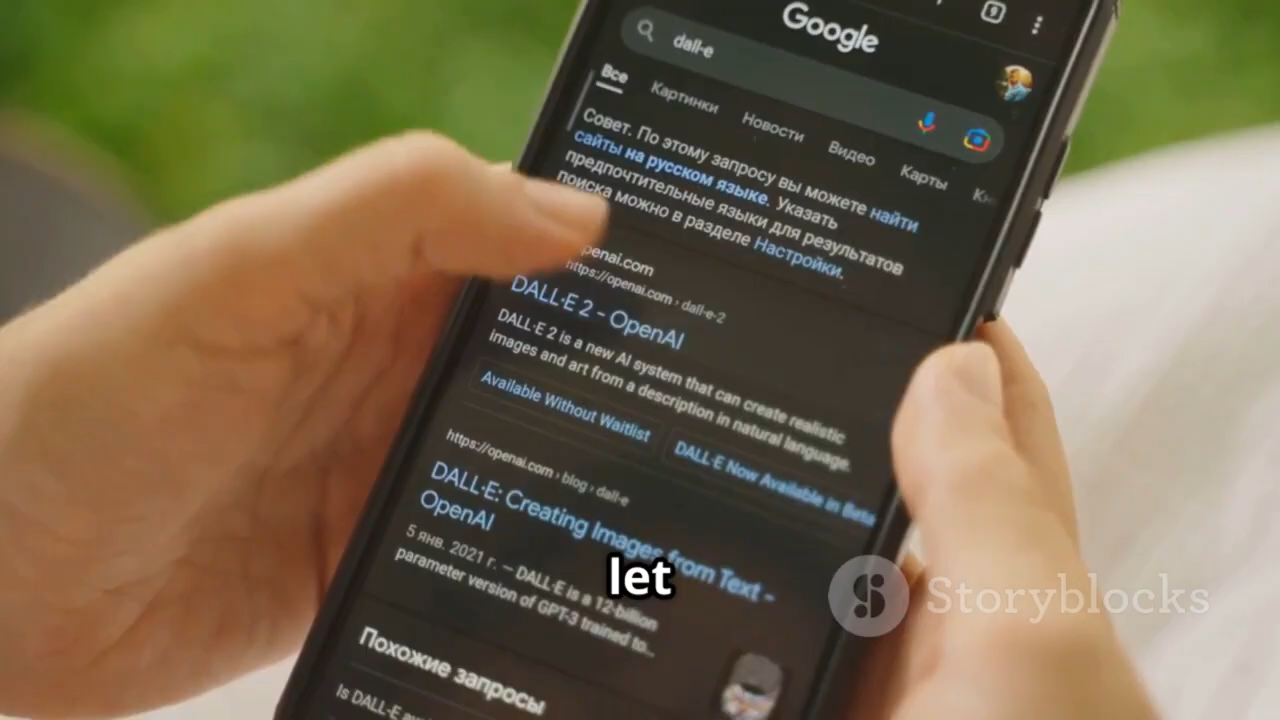 9
Google
dall-e
Все Картинки Новости Видео Карты
Совет. По этому запросу вы можете найти
сайты на русском языке. Указать
предпочтительные языки для результатов
поиска можно в разделе Настройки.
openai.com
https://openai.com › dall-e-2
DALL·E 2 - OpenAI
DALL·E 2 is a new AI system that can create realistic
images and art from a description in natural language.
Available Without Waitlist DALL·E Now Available in Beta
https://openai.com › blog › dall-e
DALL·E: Creating Images from Text -
OpenAI
5 янв. 2021 г. — DALL·E is a 12-billion
parameter version of GPT-3 trained to...
let
Storyblocks
Похожие запросы
Is DALL-E